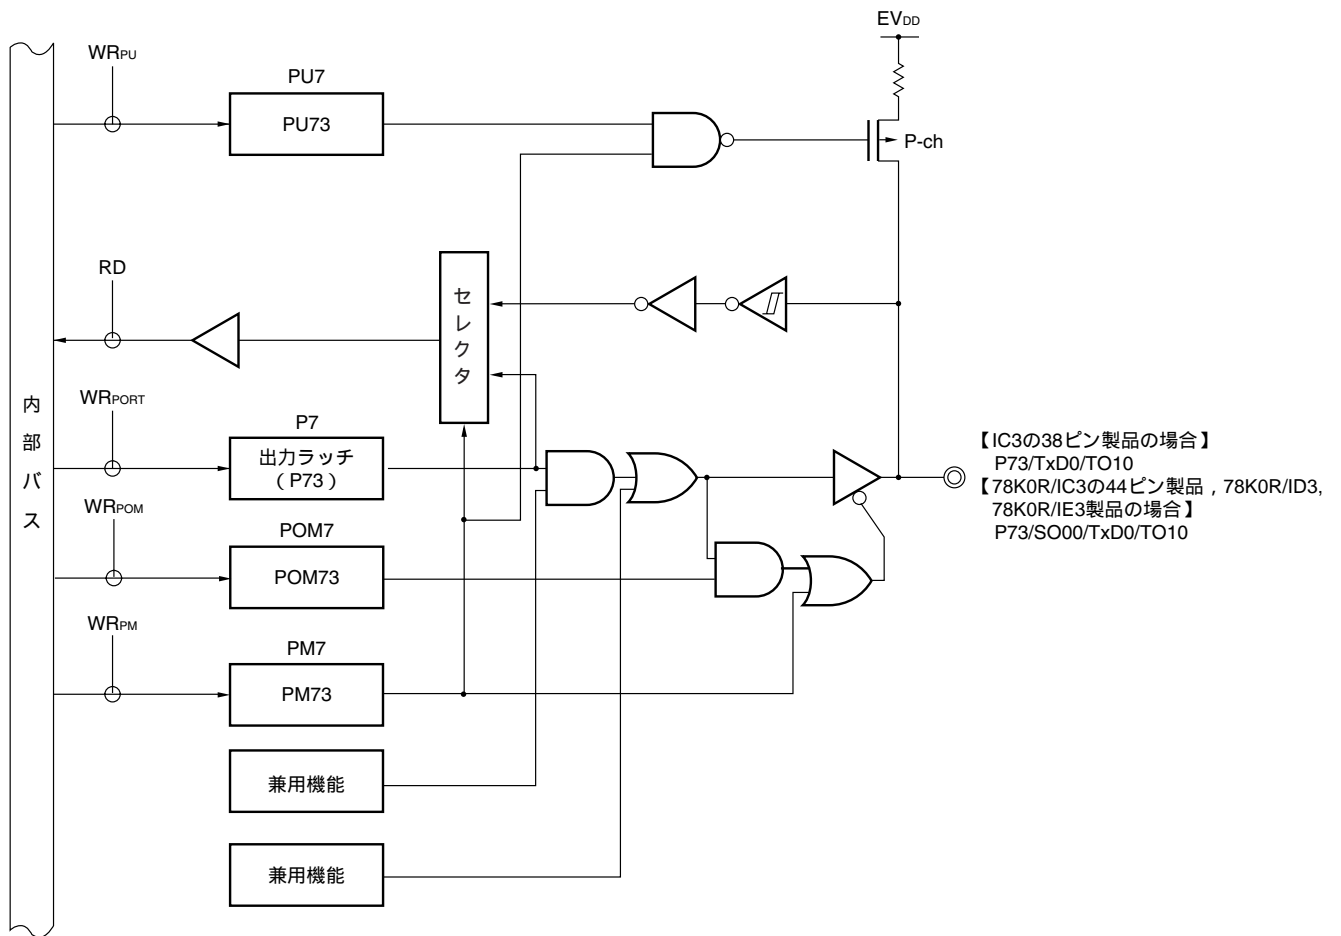 EVDD
WRPU
PU7
PU73
P-ch
RD
セレクタ
WRPORT
P7
内部バス
出力ラッチ
(P73)
【IC3の38ピン製品の場合】
P73/TxD0/TO10
【78K0R/IC3の44ピン製品，78K0R/ID3,
78K0R/IE3製品の場合】
P73/SO00/TxD0/TO10
WRPOM
POM7
POM73
WRPM
PM7
PM73
兼用機能
兼用機能